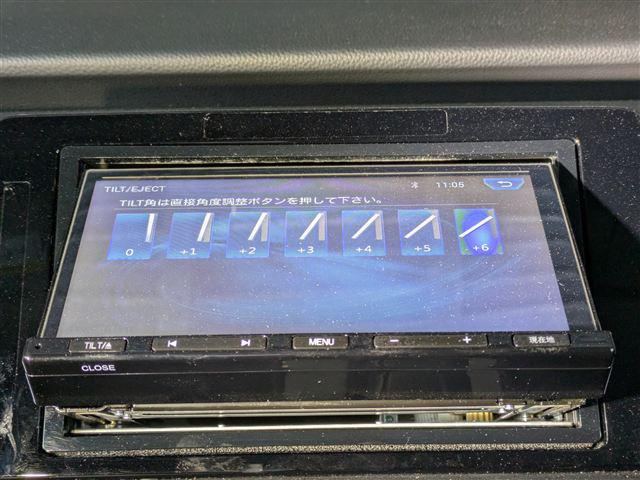 TILT/EJECT 11:05
TILT角は直接角度調整ボタンを押して下さい。
0 +1 +2 +3 +4 +5 +6
TILT/⏏ MENU − + 現在地
CLOSE